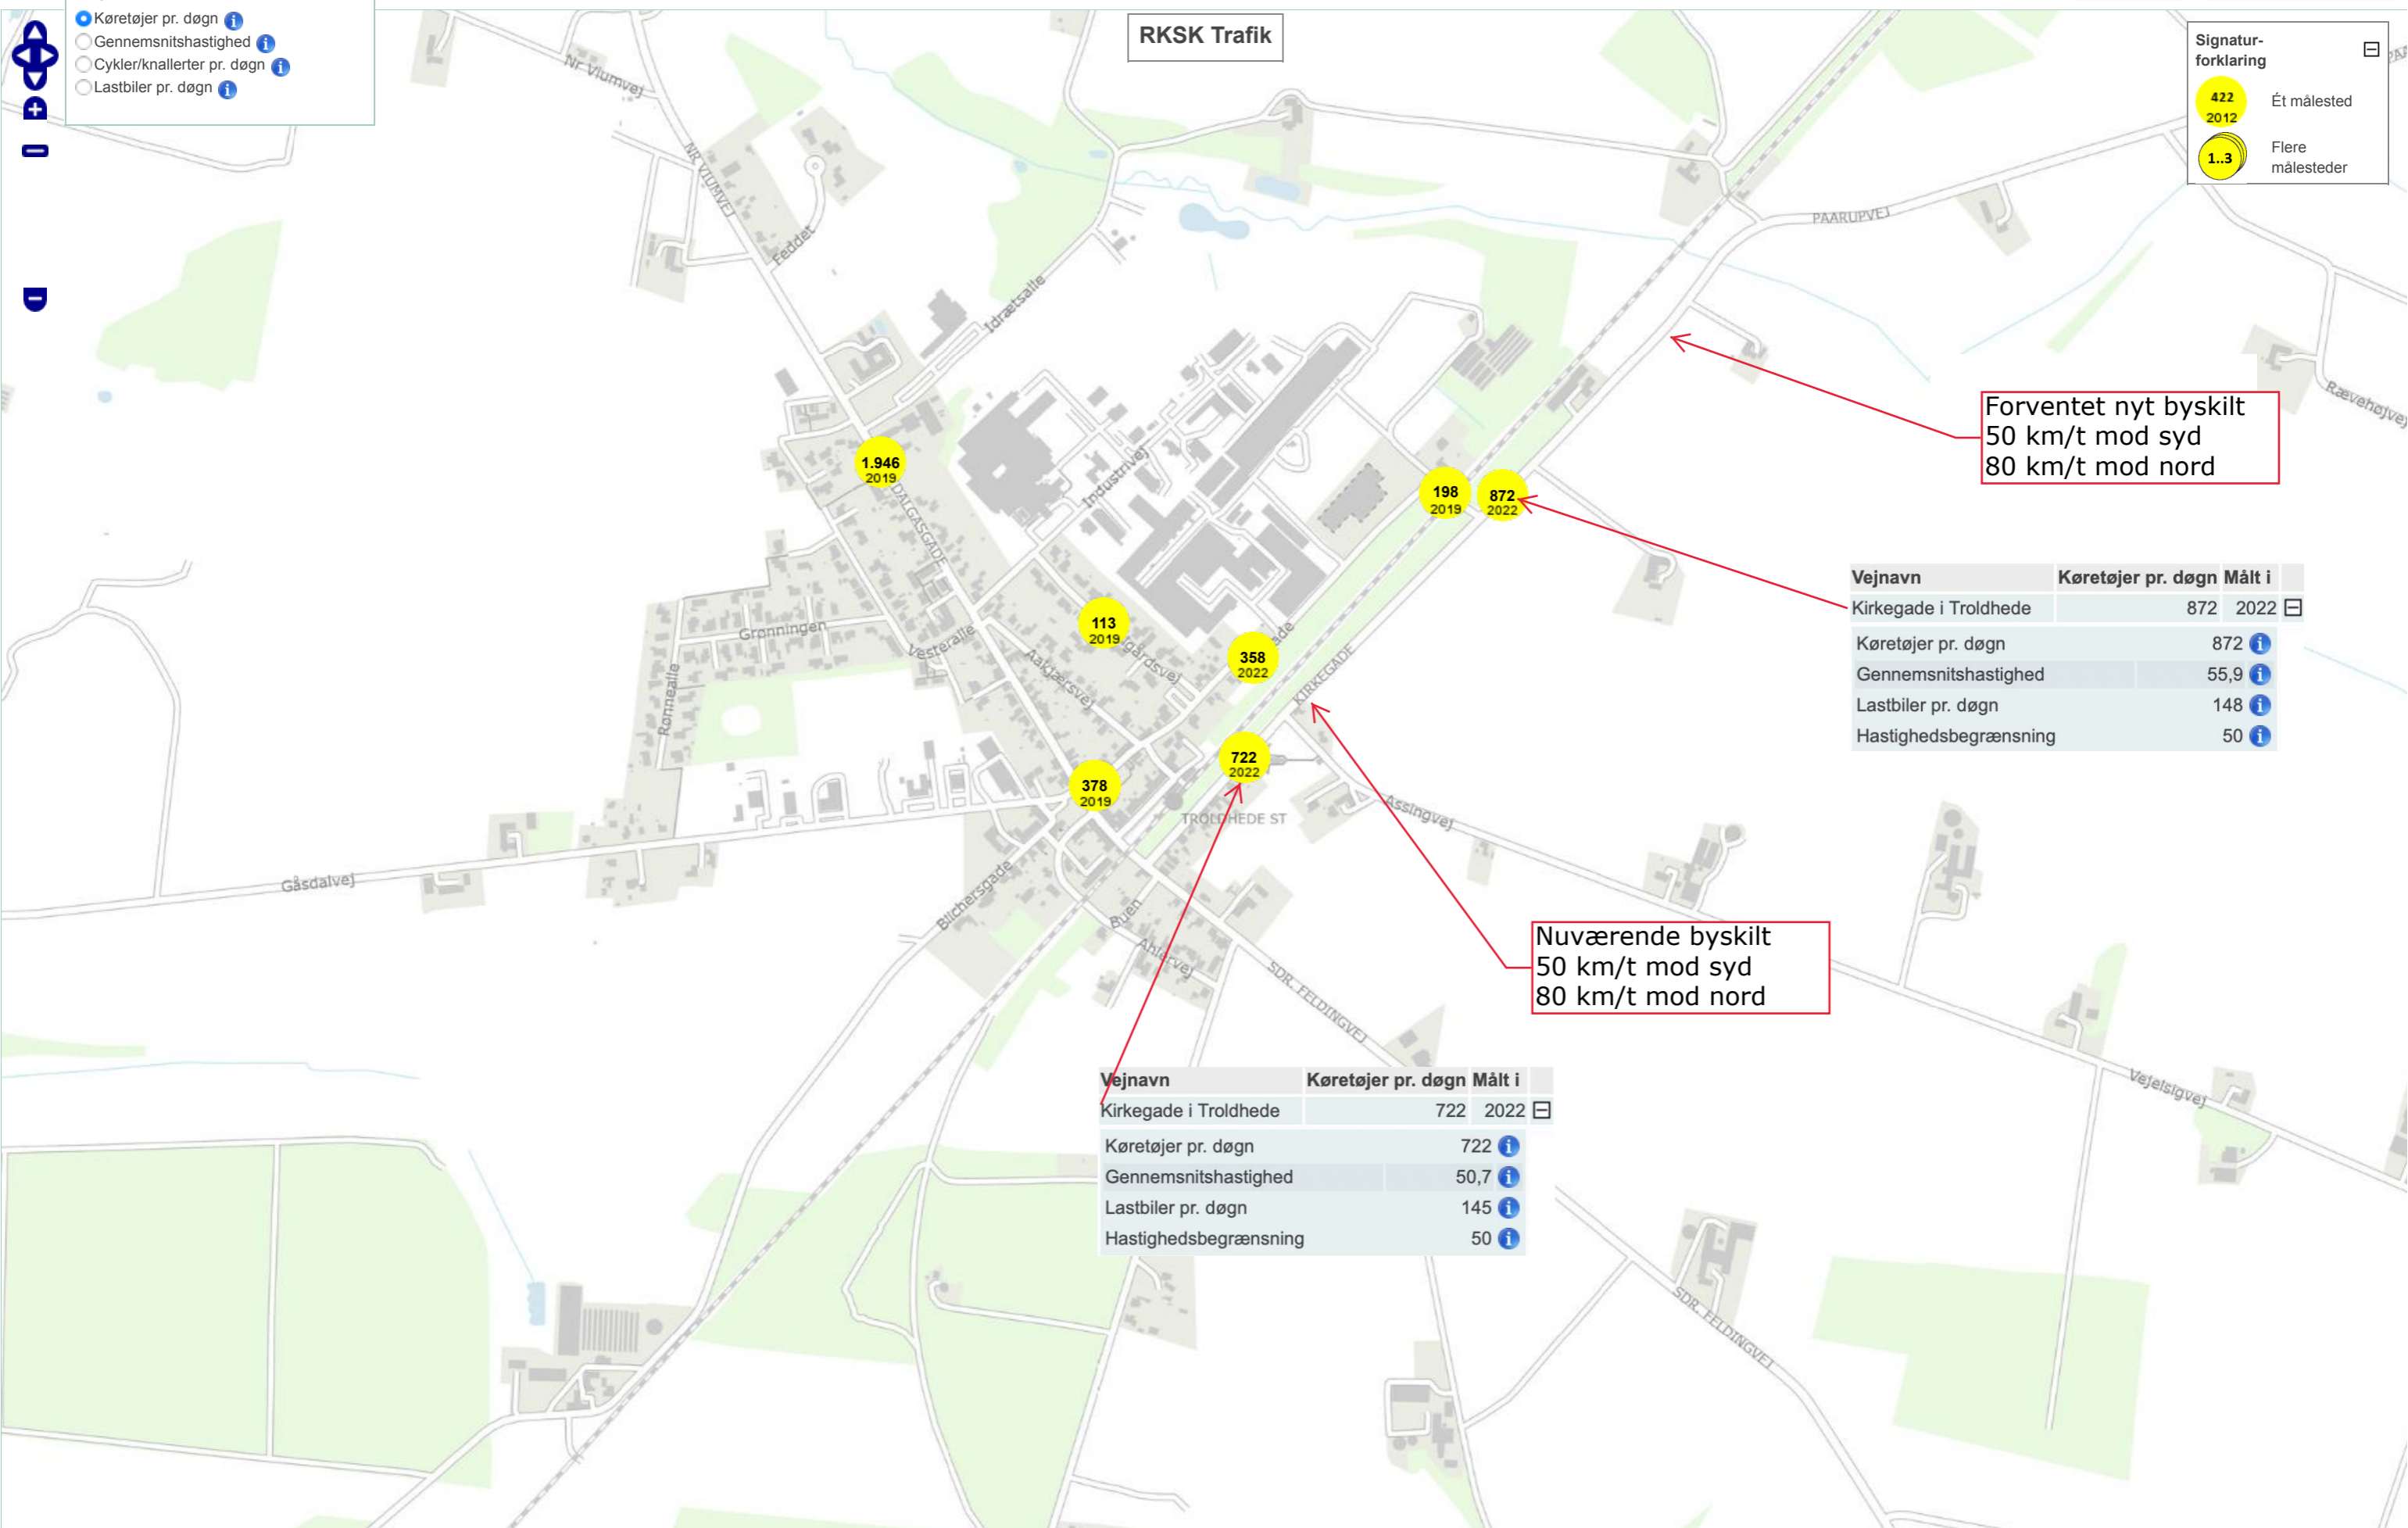 Køretøjer pr. døgn
Gennemsnitshastighed
Cykler/knallerter pr. døgn
Lastbiler pr. døgn
RKSK Trafik
Signatur-
forklaring
422
2012
Ét målested
1..3
Flere
målesteder
Nr Viumvej
NR VIUMVEJ
Feddet
Idrætsalle
PAARUPVEJ
Rævehøjvej
Forventet nyt byskilt
50 km/t mod syd
80 km/t mod nord
1.946
2019
DALGASGADE
Industrivej
198
2019
872
2022
Vejnavn Køretøjer pr. døgn Målt i
Kirkegade i Troldhede 872 2022
Køretøjer pr. døgn 872
Gennemsnitshastighed 55,9
Lastbiler pr. døgn 148
Hastighedsbegrænsning 50
113
2019
gårdsvej
Grønningen
Vesteralle
Aakjærsvej
Rønnealle
358
2022
ade
KIRKEGADE
722
2022
378
2019
TROLDHEDE ST
Assingvej
Gåsdalvej
Blichersgade
Buen
Ahlervej
SDR. FELDINGVEJ
Nuværende byskilt
50 km/t mod syd
80 km/t mod nord
Vejelsigvej
Vejnavn Køretøjer pr. døgn Målt i
Kirkegade i Troldhede 722 2022
Køretøjer pr. døgn 722
Gennemsnitshastighed 50,7
Lastbiler pr. døgn 145
Hastighedsbegrænsning 50
SDR. FELDINGVEJ